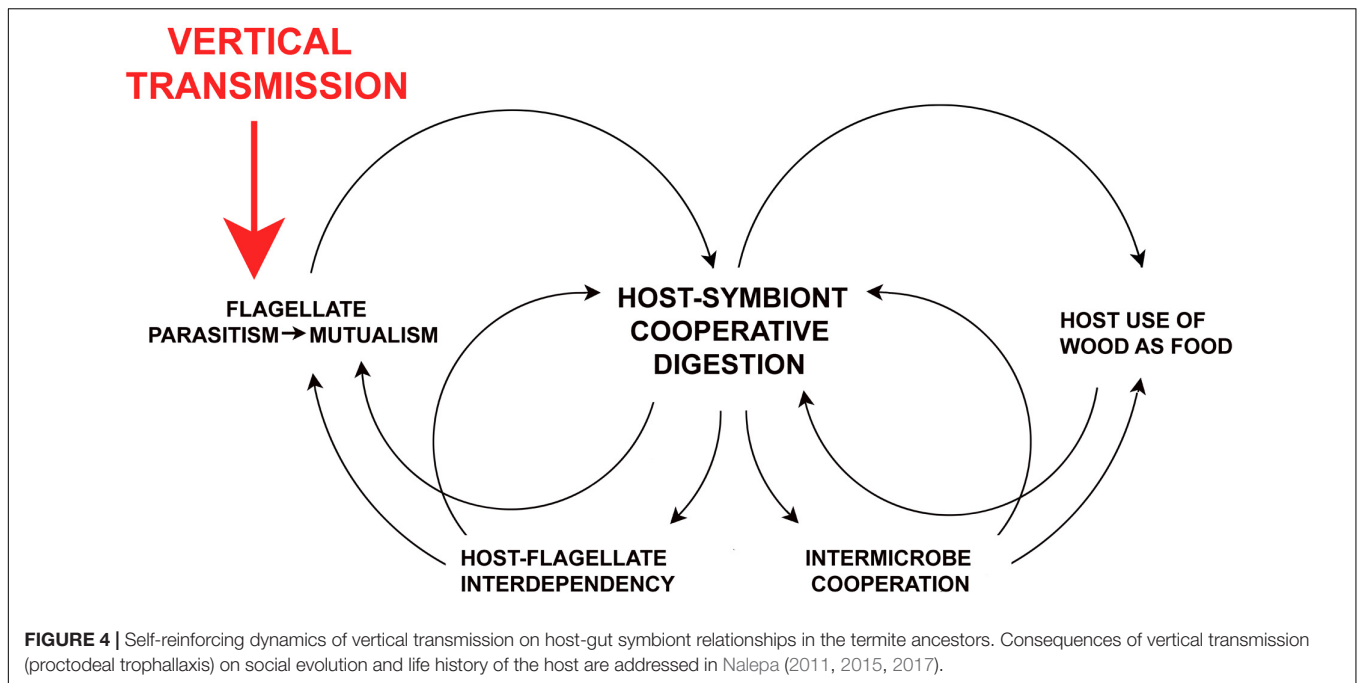 VERTICAL
TRANSMISSION
FLAGELLATE
PARASITISM→MUTUALISM
HOST-SYMBIONT
COOPERATIVE
DIGESTION
HOST USE OF
WOOD AS FOOD
HOST-FLAGELLATE
INTERDEPENDENCY
INTERMICROBE
COOPERATION
FIGURE 4 | Self-reinforcing dynamics of vertical transmission on host-gut symbiont relationships in the termite ancestors. Consequences of vertical transmission
(proctodeal trophallaxis) on social evolution and life history of the host are addressed in Nalepa (2011, 2015, 2017).